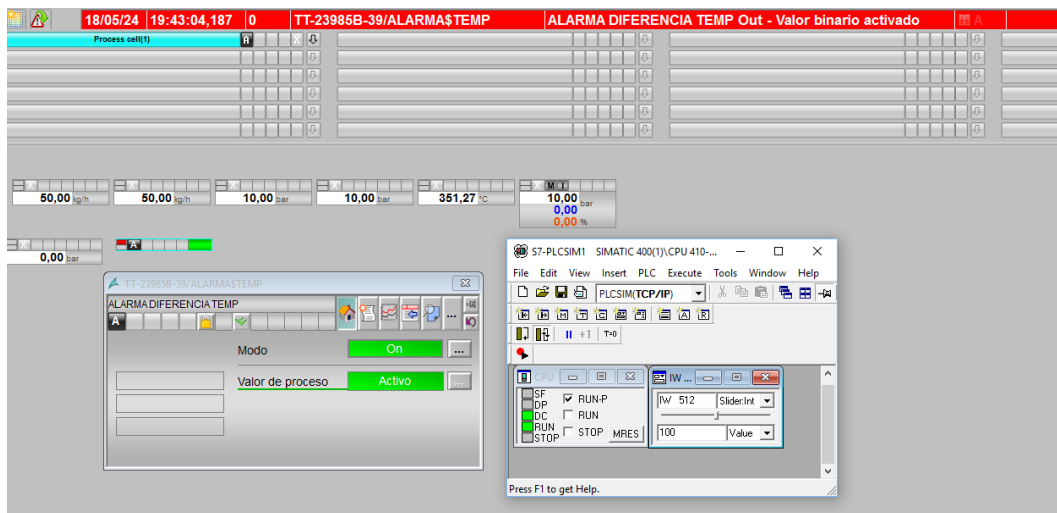 18/05/24 19:43:04,187 0 TT-23985B-39/ALARMA$TEMP ALARMA DIFERENCIA TEMP Out - Valor binario activado A
Process cell(1) A X
50,00 kg/h 50,00 kg/h 10,00 bar 10,00 bar 351,27 °C 10,00 bar
0,00
0,00 %
0,00 bar
A
TT-23985B-39/ALARMA$TEMP
ALARMA DIFERENCIA TEMP
A
...
Modo On ...
Valor de proceso Activo ...
S7-PLCSIM1 SIMATIC 400(1)\CPU 410-...
File Edit View Insert PLC Execute Tools Window Help
PLCSIM(TCP/IP)
+1 T=0
CPU
SF
DP
DC
RUN
STOP
RUN-P
RUN
STOP MRES
IW ...
IW 512 Slider:Int
100 Value
Press F1 to get Help.